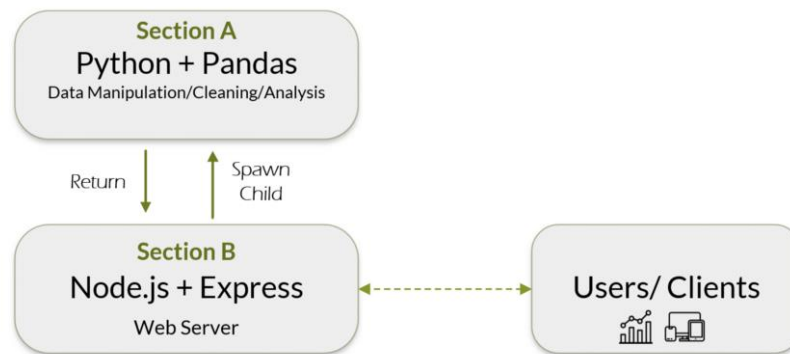 Section A
Python + Pandas
Data Manipulation/Cleaning/Analysis
Return
Spawn
Child
Section B
Node.js + Express
Web Server
Users/ Clients